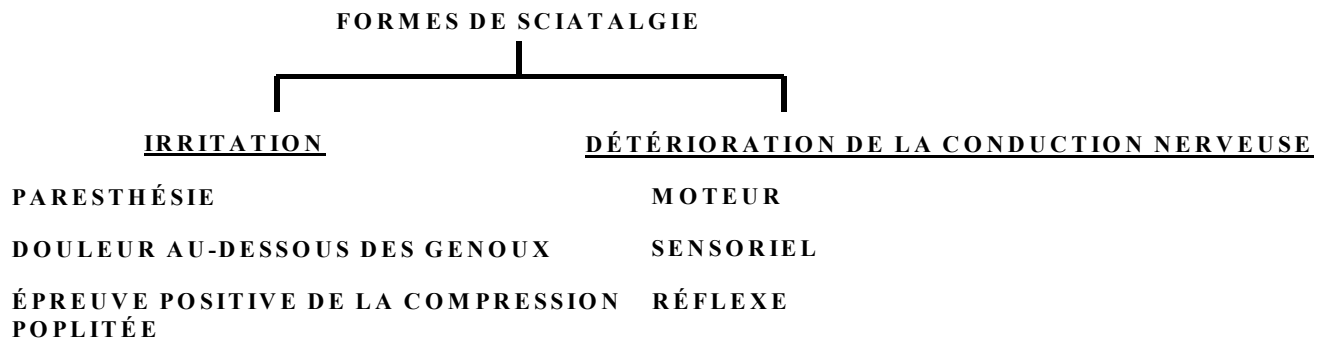 FORMES DE SCIATALGIE
IRRITATION
DÉTÉRIORATION DE LA CONDUCTION NERVEUSE
PARESTHÉSIE
MOTEUR
DOULEUR AU-DESSOUS DES GENOUX
SENSORIEL
ÉPREUVE POSITIVE DE LA COMPRESSION
POPLITÉE
RÉFLEXE